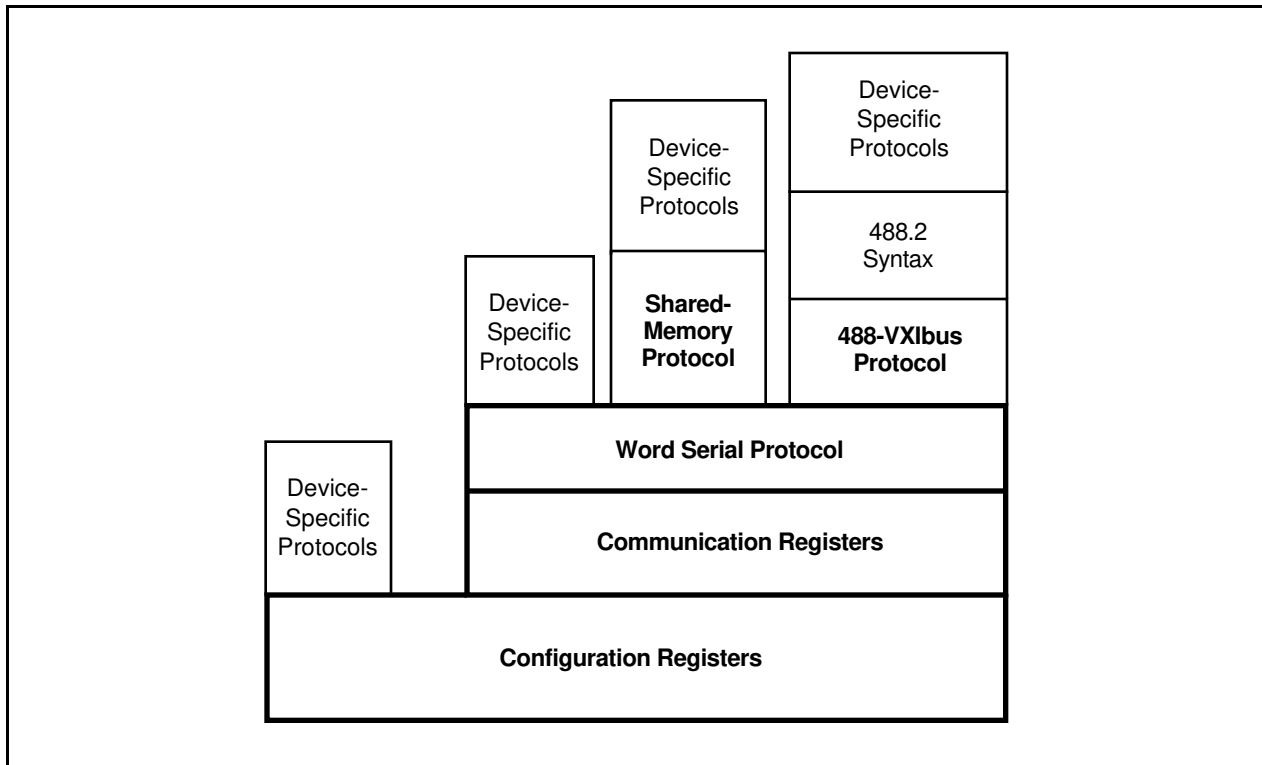 Device-
Specific
Protocols
Device-
Specific
Protocols
488.2
Syntax
Device-
Specific
Protocols
Shared-
Memory
Protocol
488-VXIbus
Protocol
Word Serial Protocol
Device-
Specific
Protocols
Communication Registers
Configuration Registers